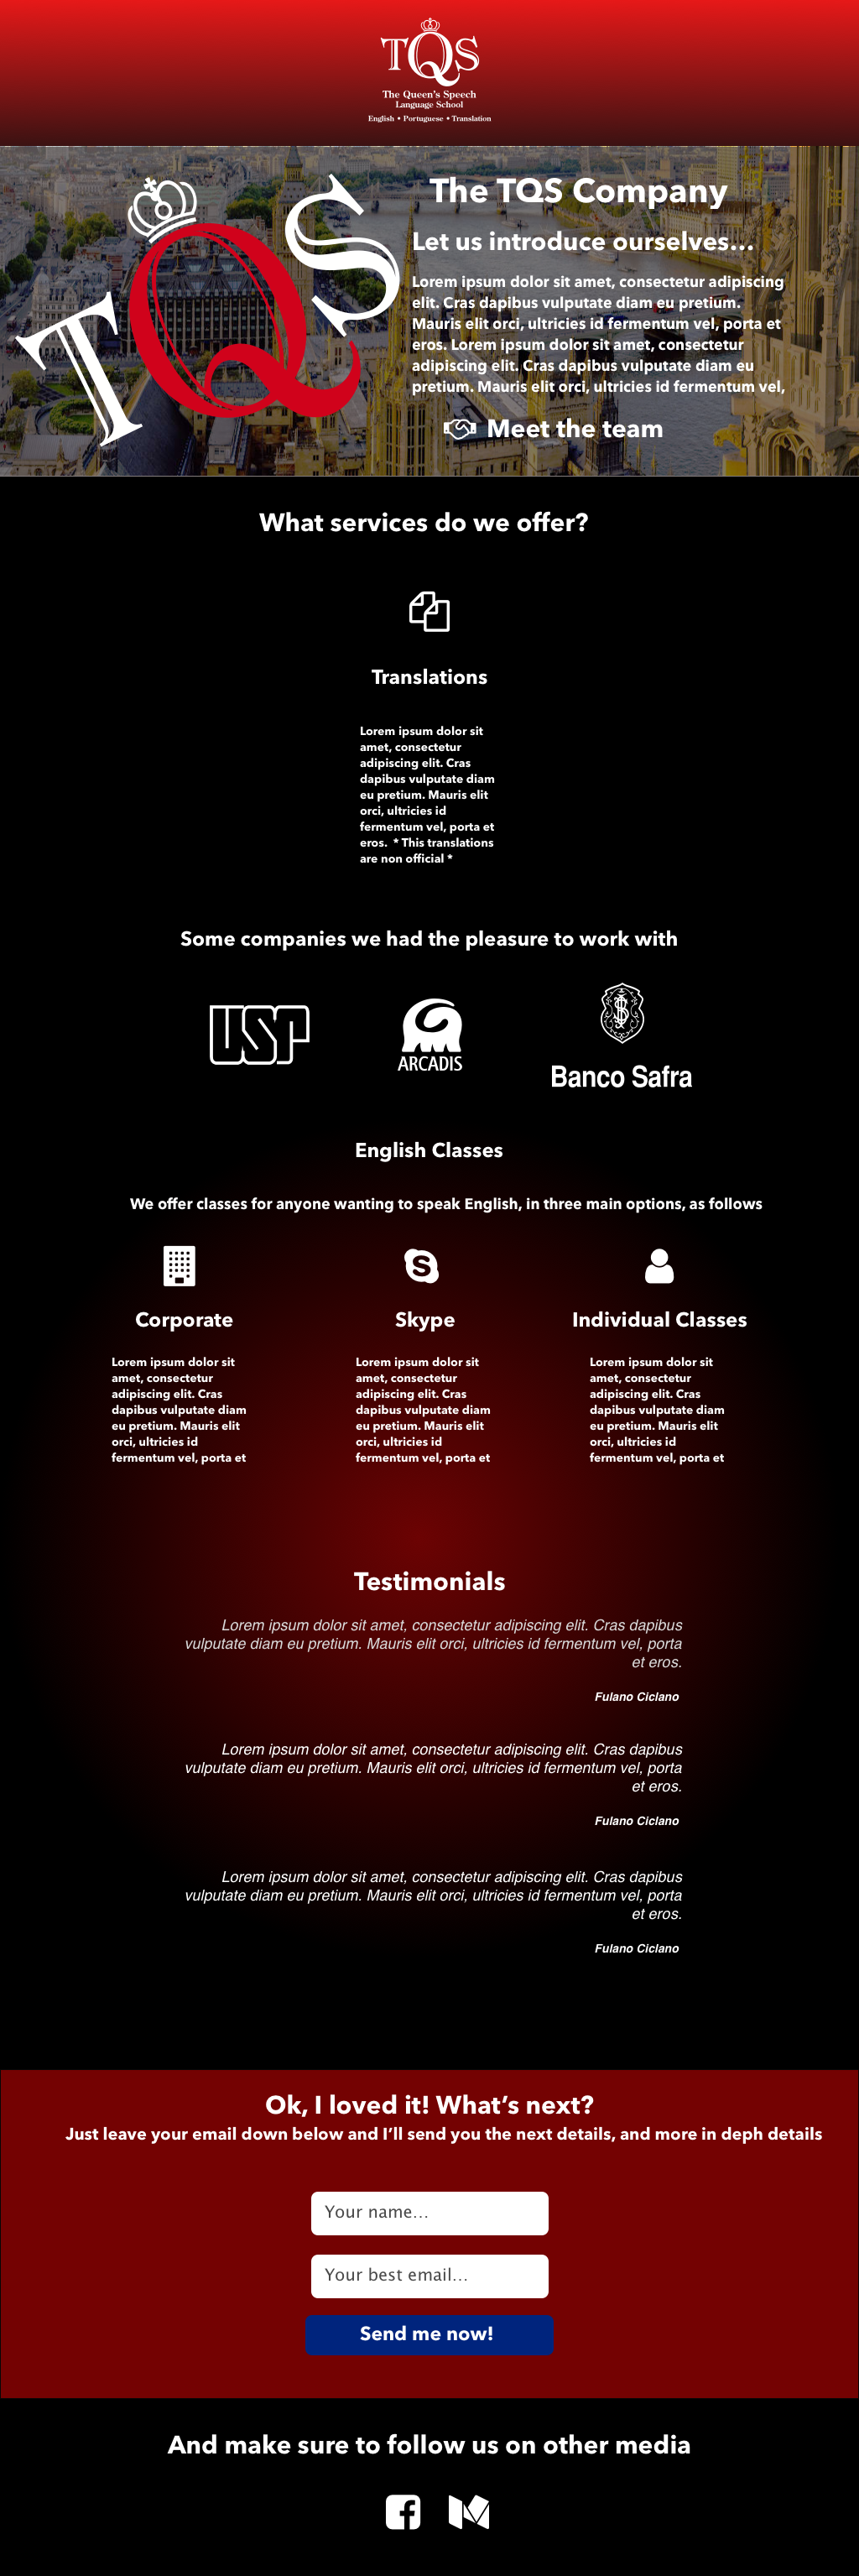 TQS
The Queen's Speech
Language School
English • Portuguese • Translation
TQS
The TQS Company
Let us introduce ourselves...
Lorem ipsum dolor sit amet, consectetur adipiscing
elit. Cras dapibus vulputate diam eu pretium.
Mauris elit orci, ultricies id fermentum vel, porta et
eros. Lorem ipsum dolor sit amet, consectetur
adipiscing elit. Cras dapibus vulputate diam eu
pretium. Mauris elit orci, ultricies id fermentum vel,
Meet the team
What services do we offer?
Translations
Lorem ipsum dolor sit
amet, consectetur
adipiscing elit. Cras
dapibus vulputate diam
eu pretium. Mauris elit
orci, ultricies id
fermentum vel, porta et
eros. * This translations
are non official *
Some companies we had the pleasure to work with
USP
ARCADIS
Banco Safra
English Classes
We offer classes for anyone wanting to speak English, in three main options, as follows
Corporate
Lorem ipsum dolor sit
amet, consectetur
adipiscing elit. Cras
dapibus vulputate diam
eu pretium. Mauris elit
orci, ultricies id
fermentum vel, porta et
Skype
Lorem ipsum dolor sit
amet, consectetur
adipiscing elit. Cras
dapibus vulputate diam
eu pretium. Mauris elit
orci, ultricies id
fermentum vel, porta et
Individual Classes
Lorem ipsum dolor sit
amet, consectetur
adipiscing elit. Cras
dapibus vulputate diam
eu pretium. Mauris elit
orci, ultricies id
fermentum vel, porta et
Testimonials
Lorem ipsum dolor sit amet, consectetur adipiscing elit. Cras dapibus
vulputate diam eu pretium. Mauris elit orci, ultricies id fermentum vel, porta
et eros.
Fulano Ciclano
Lorem ipsum dolor sit amet, consectetur adipiscing elit. Cras dapibus
vulputate diam eu pretium. Mauris elit orci, ultricies id fermentum vel, porta
et eros.
Fulano Ciclano
Lorem ipsum dolor sit amet, consectetur adipiscing elit. Cras dapibus
vulputate diam eu pretium. Mauris elit orci, ultricies id fermentum vel, porta
et eros.
Fulano Ciclano
Ok, I loved it! What's next?
Just leave your email down below and I'll send you the next details, and more in deph details
Your name...
Your best email...
Send me now!
And make sure to follow us on other media